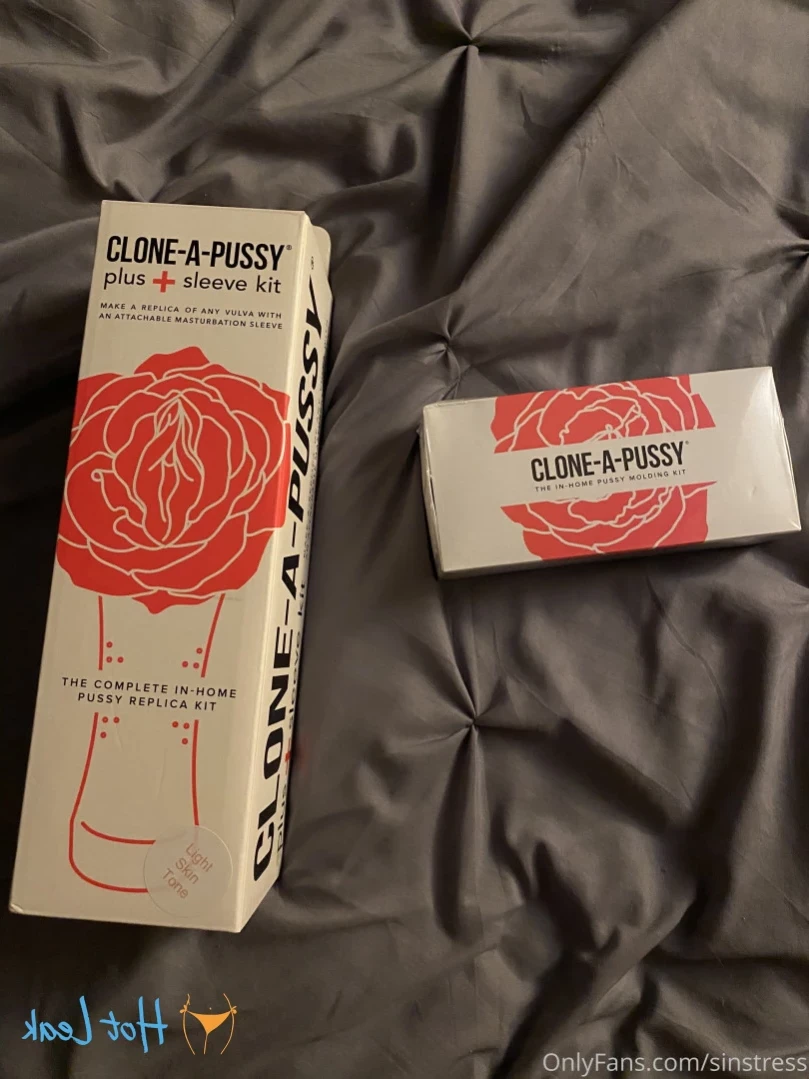 CLONE-A-PUSSY®
plus + sleeve kit
MAKE A REPLICA OF ANY VULVA WITH
AN ATTACHABLE MASTURBATION SLEEVE
THE COMPLETE IN-HOME
PUSSY REPLICA KIT
Light
Skin
Tone
CLONE-A-PUSSY®
plus + sleeve kit
CLONE-A-PUSSY®
THE IN-HOME PUSSY MOLDING KIT
Hot Leak
OnlyFans.com/sinstress